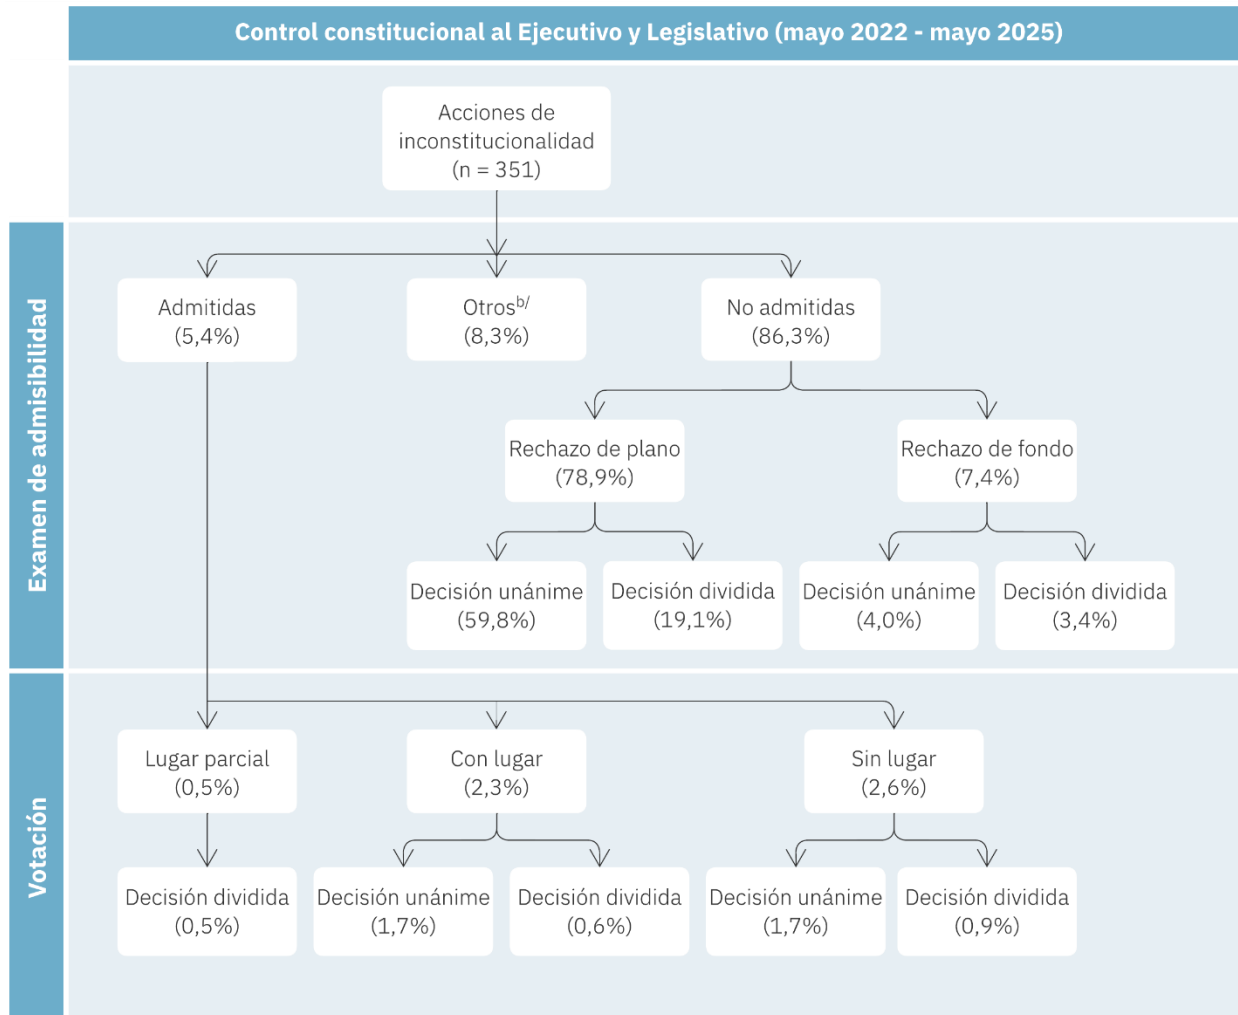 Control constitucional al Ejecutivo y Legislativo (mayo 2022 - mayo 2025)
Acciones de
inconstitucionalidad
(n = 351)
Examen de admisibilidad
Admitidas
(5,4%)
Otros b/
(8,3%)
No admitidas
(86,3%)
Rechazo de plano
(78,9%)
Rechazo de fondo
(7,4%)
Decisión unánime
(59,8%)
Decisión dividida
(19,1%)
Decisión unánime
(4,0%)
Decisión dividida
(3,4%)
Votación
Lugar parcial
(0,5%)
Con lugar
(2,3%)
Sin lugar
(2,6%)
Decisión dividida
(0,5%)
Decisión unánime
(1,7%)
Decisión dividida
(0,6%)
Decisión unánime
(1,7%)
Decisión dividida
(0,9%)